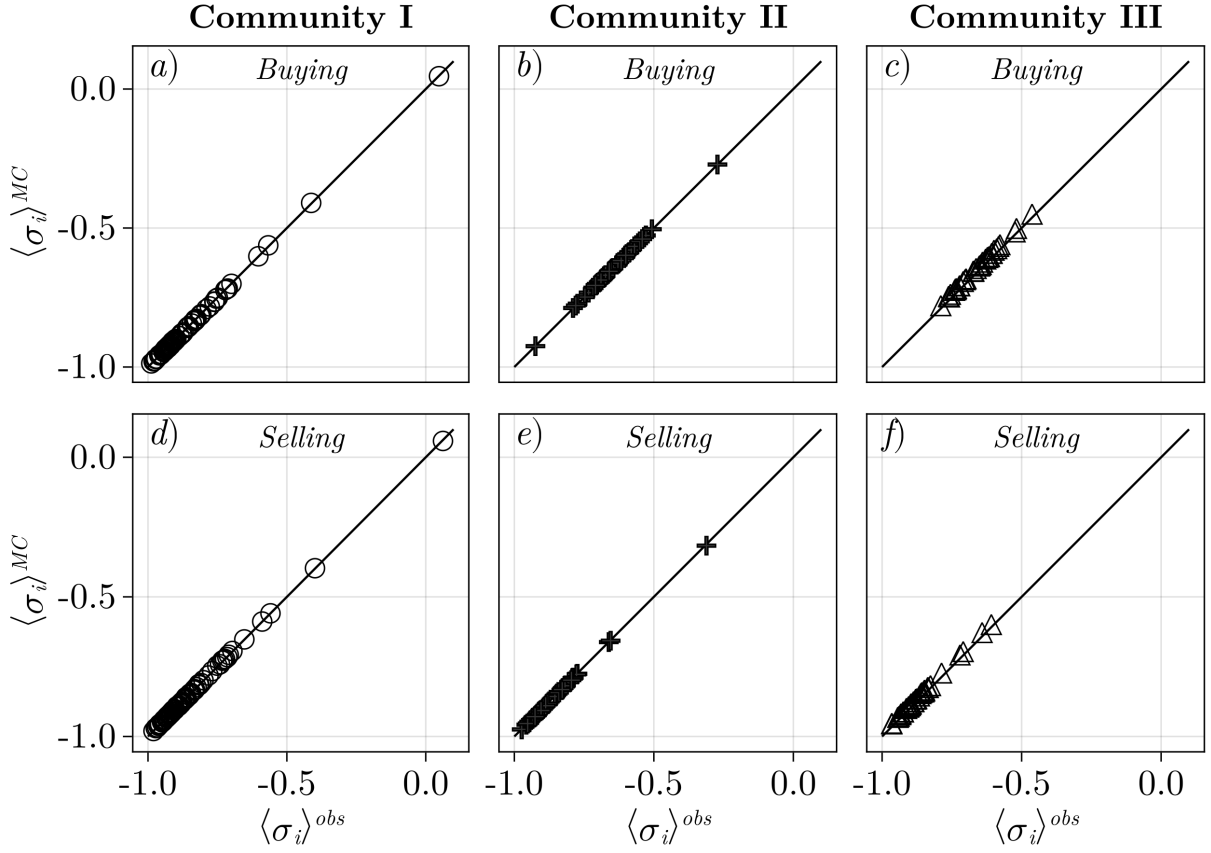 Community I Community II Community III
a) Buying b) Buying c) Buying
0.0
-0.5
-1.0
⟨σᵢ⟩ᴹᶜ
d) Selling e) Selling f) Selling
0.0
-0.5
-1.0
⟨σᵢ⟩ᴹᶜ
-1.0 -0.5 0.0 -1.0 -0.5 0.0 -1.0 -0.5 0.0
⟨σᵢ⟩ᵒᵇˢ ⟨σᵢ⟩ᵒᵇˢ ⟨σᵢ⟩ᵒᵇˢ